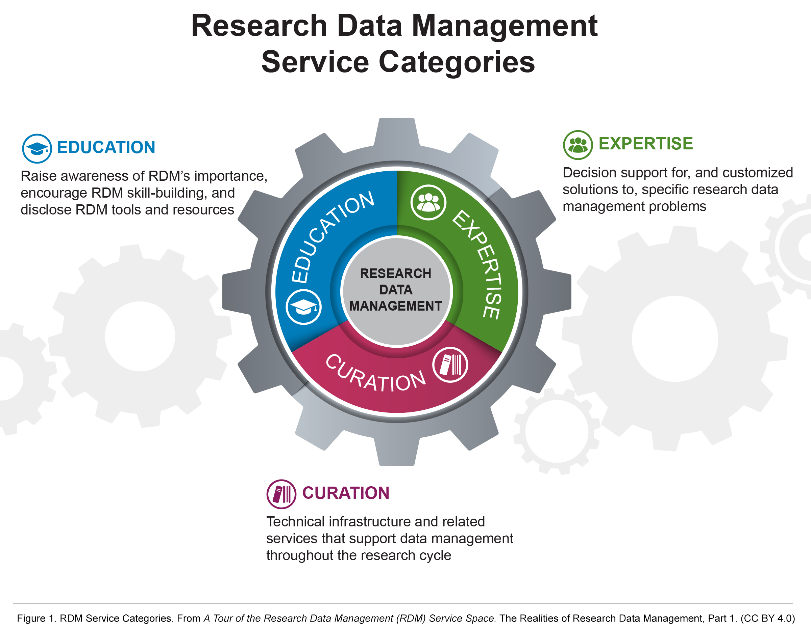 Research Data Management
Service Categories
EDUCATION
Raise awareness of RDM's importance,
encourage RDM skill-building, and
disclose RDM tools and resources
EXPERTISE
Decision support for, and customized
solutions to, specific research data
management problems
EDUCATION
EXPERTISE
RESEARCH
DATA
MANAGEMENT
CURATION
CURATION
Technical infrastructure and related
services that support data management
throughout the research cycle
Figure 1. RDM Service Categories. From A Tour of the Research Data Management (RDM) Service Space. The Realities of Research Data Management, Part 1. (CC BY 4.0)